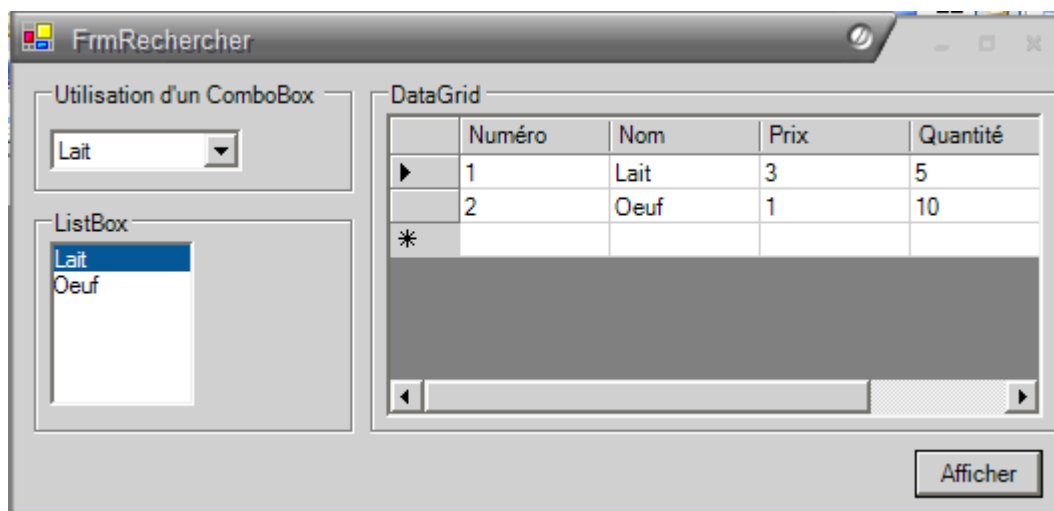 FrmRechercher
Utilisation d'un ComboBox
Lait
ListBox
Lait
Oeuf
DataGrid
Numéro Nom Prix Quantité
1 Lait 3 5
2 Oeuf 1 10
Afficher